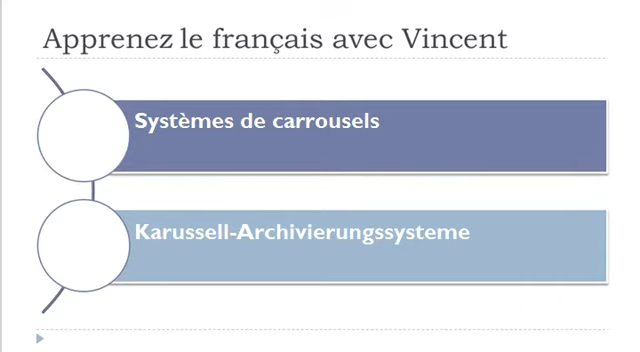 Apprenez le français avec Vincent
Systèmes de carrousels
Karussell-Archivierungssysteme